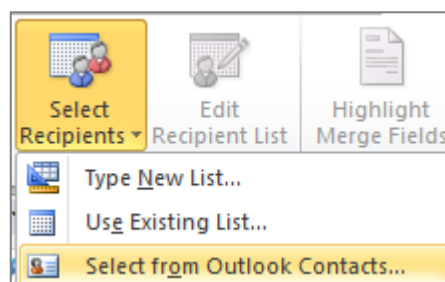 Select Edit Highlight
Recipients Recipient List Merge Fields
Type New List...
Use Existing List...
Select from Outlook Contacts...